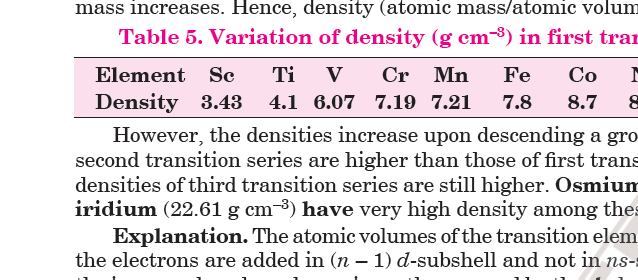 mass increases. Hence, density (atomic mass/atomic volum
Table 5. Variation of density (g cm–3) in first tran
Element Sc Ti V Cr Mn Fe Co
Density 3.43 4.1 6.07 7.19 7.21 7.8 8.7 8
However, the densities increase upon descending a gro
second transition series are higher than those of first trans
densities of third transition series are still higher. Osmium
iridium (22.61 g cm–3) have very high density among the
Explanation. The atomic volumes of the transition elem
the electrons are added in (n – 1) d-subshell and not in ns-